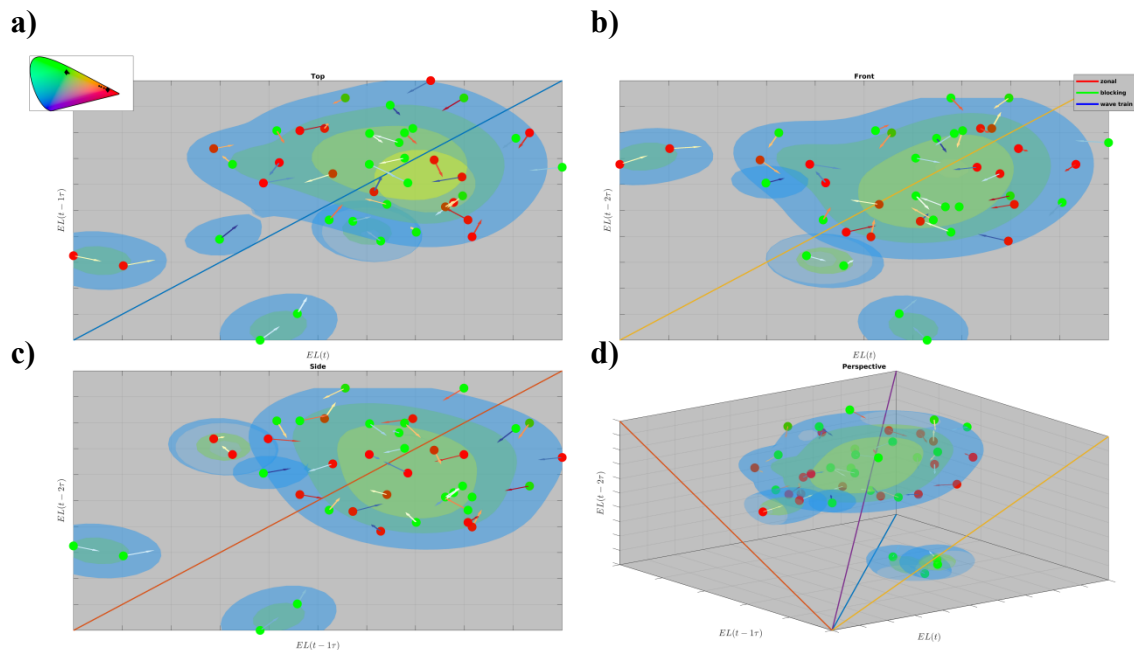 a)
b)
Top
EL(t − 1τ)
EL(t)
Front
zonal
blocking
wave train
EL(t − 2τ)
EL(t)
c)
d)
Side
EL(t − 2τ)
EL(t − 1τ)
Perspective
EL(t − 2τ)
EL(t − 1τ)
EL(t)